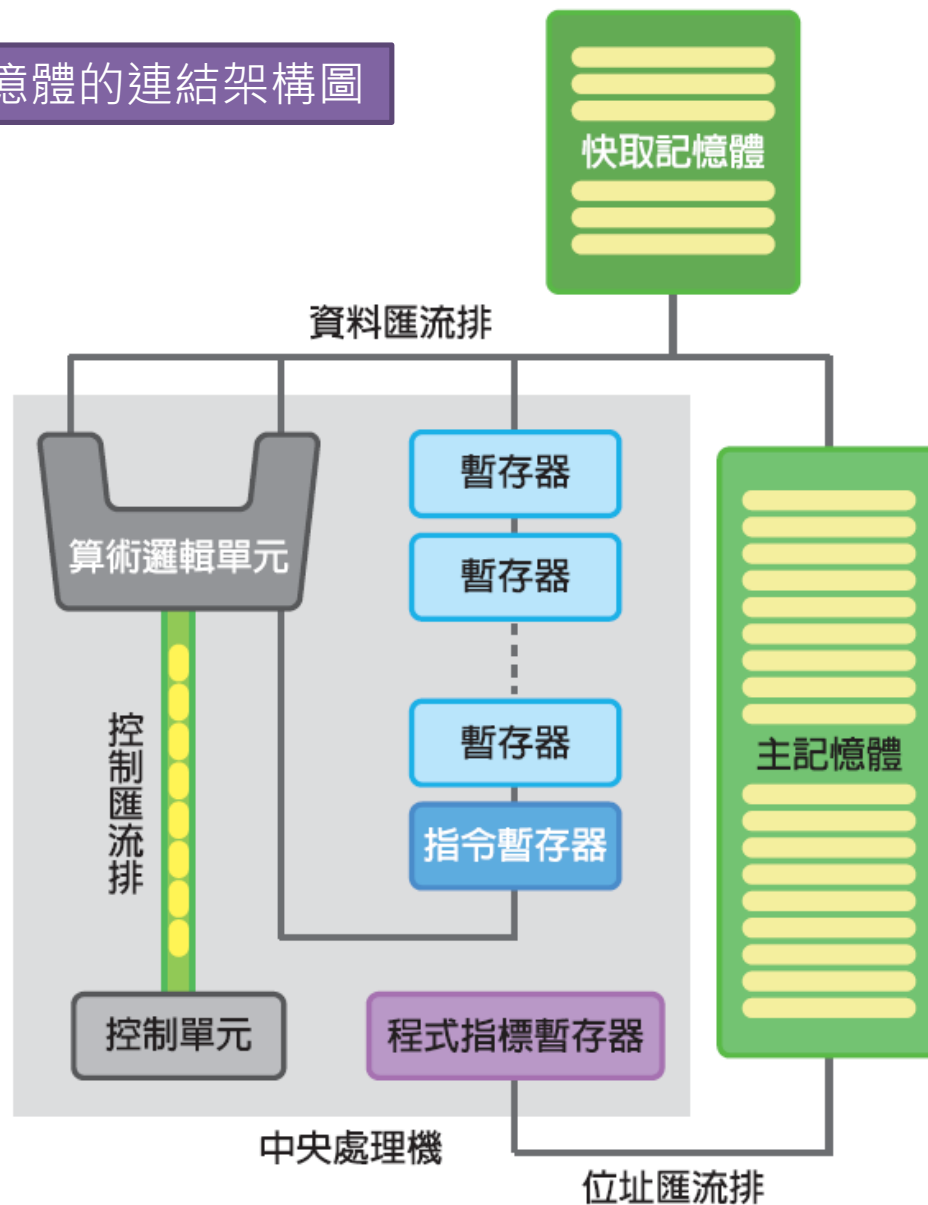 憶體的連結架構圖
快取記憶體
資料匯流排
暫存器
算術邏輯單元
暫存器
控制匯流排
暫存器
主記憶體
指令暫存器
控制單元
程式指標暫存器
中央處理機
位址匯流排